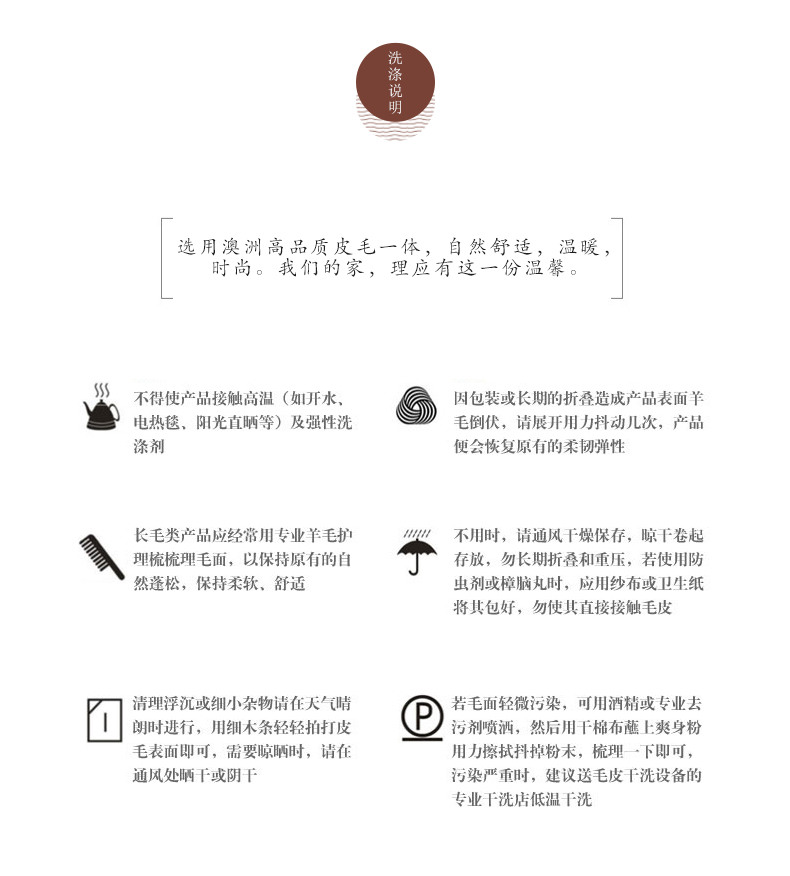 洗涤说明
选用澳洲高品质皮毛一体，自然舒适，温暖，
时尚。我们的家，理应有这一份温馨。
不得使产品接触高温（如开水、
电热毯、阳光直晒等）及强性洗
涤剂
因包装或长期的折叠造成产品表面羊
毛倒伏，请展开用力抖动几次，产品
便会恢复原有的柔韧弹性
长毛类产品应经常用专业羊毛护
理梳梳理毛面，以保持原有的自
然蓬松，保持柔软、舒适
不用时，请通风干燥保存，晾干卷起
存放，勿长期折叠和重压，若使用防
虫剂或樟脑丸时，应用纱布或卫生纸
将其包好，勿使其直接接触毛皮
清理浮沉或细小杂物请在天气晴
朗时进行，用细木条轻轻拍打皮
毛表面即可，需要晾晒时，请在
通风处晒干或阴干
P
若毛面轻微污染，可用酒精或专业去
污剂喷洒，然后用干棉布蘸上爽身粉
用力擦拭抖掉粉末，梳理一下即可，
污染严重时，建议送毛皮干洗设备的
专业干洗店低温干洗